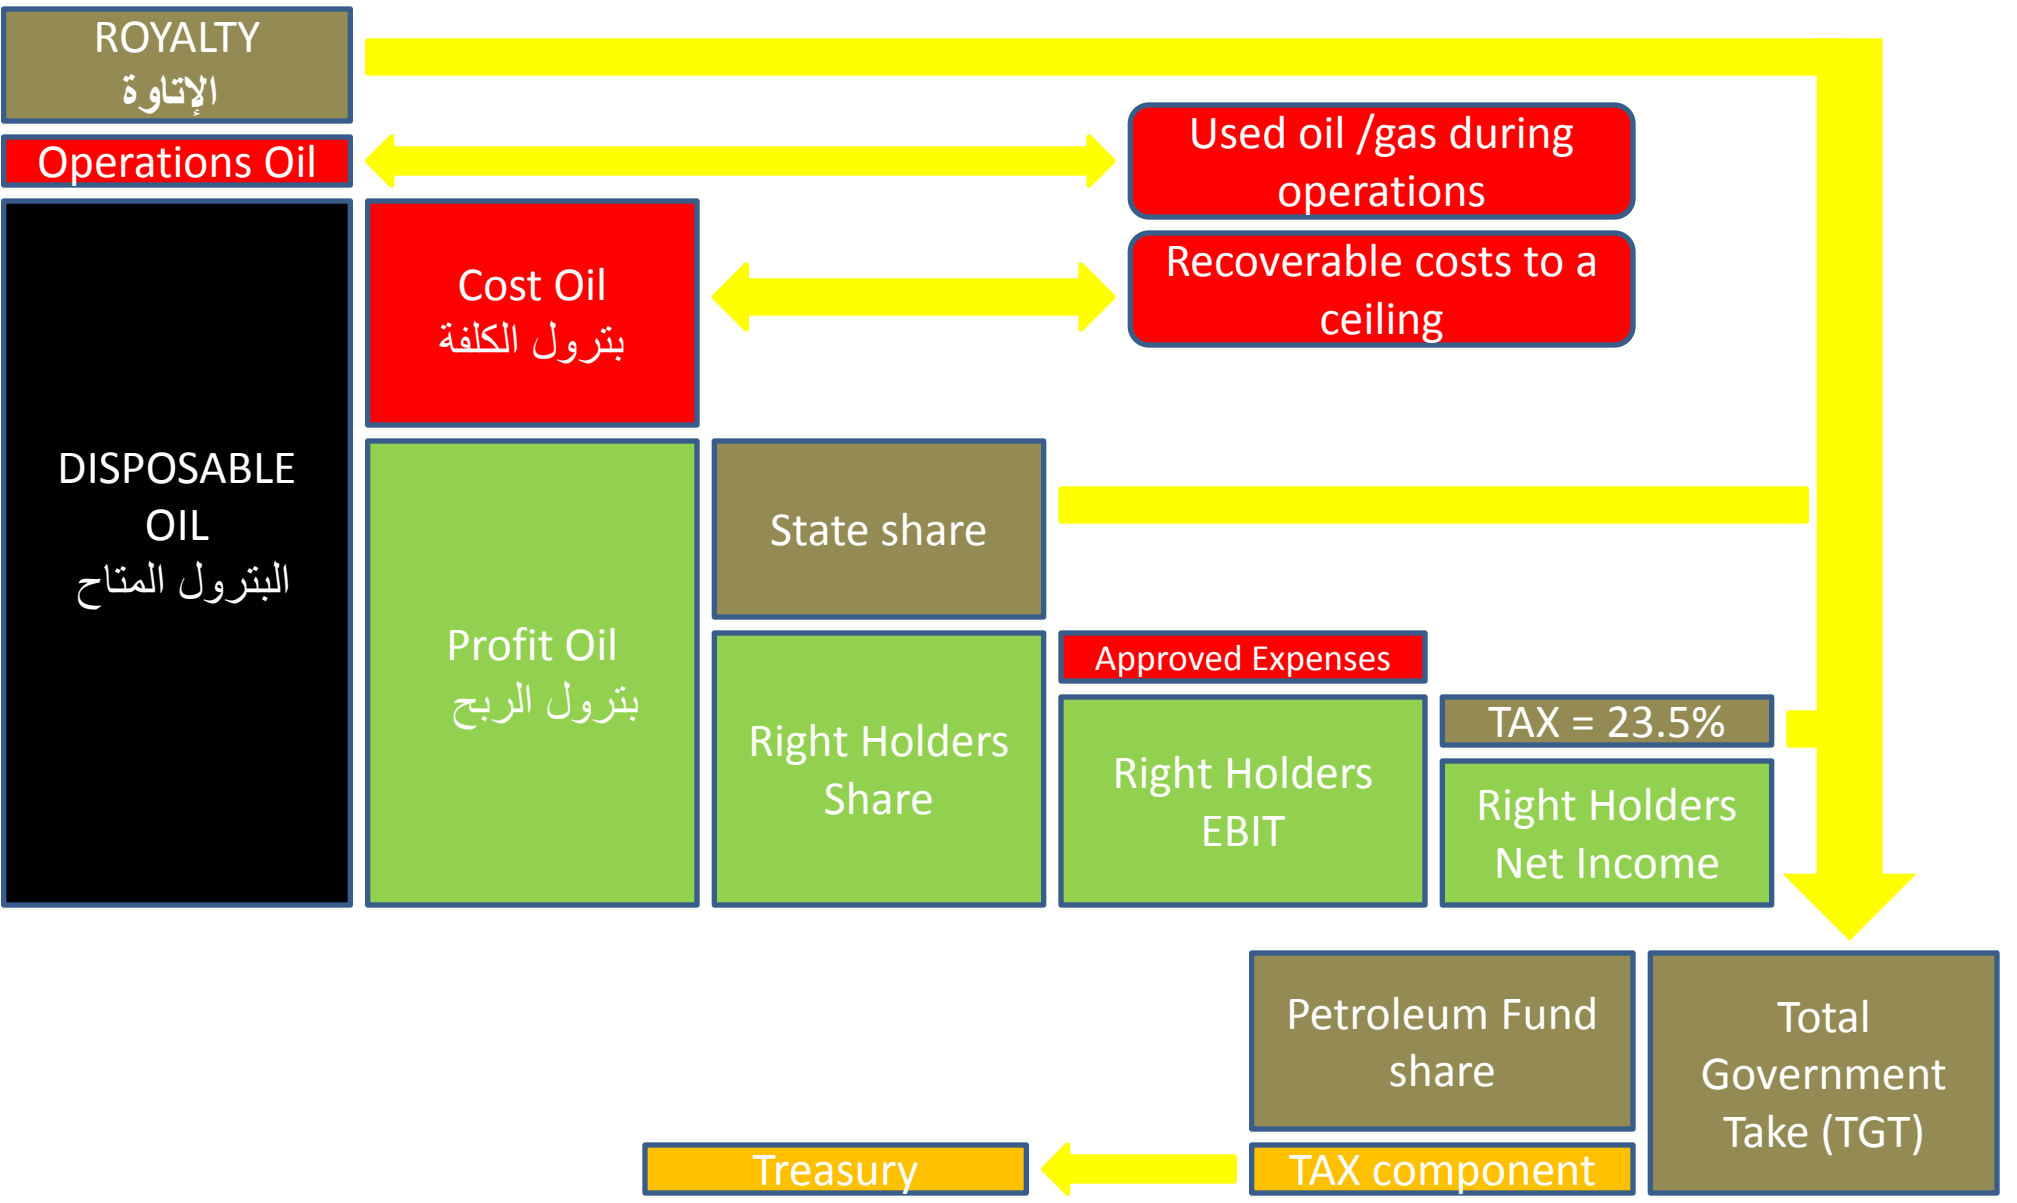 ROYALTY
الإتاوة
Operations Oil
Used oil /gas during
operations
Cost Oil
بترول الكلفة
Recoverable costs to a
ceiling
DISPOSABLE
OIL
البترول المتاح
Profit Oil
بترول الربح
State share
Right Holders
Share
Approved Expenses
Right Holders
EBIT
TAX = 23.5%
Right Holders
Net Income
Petroleum Fund
share
Total
Government
Take (TGT)
Treasury
TAX component